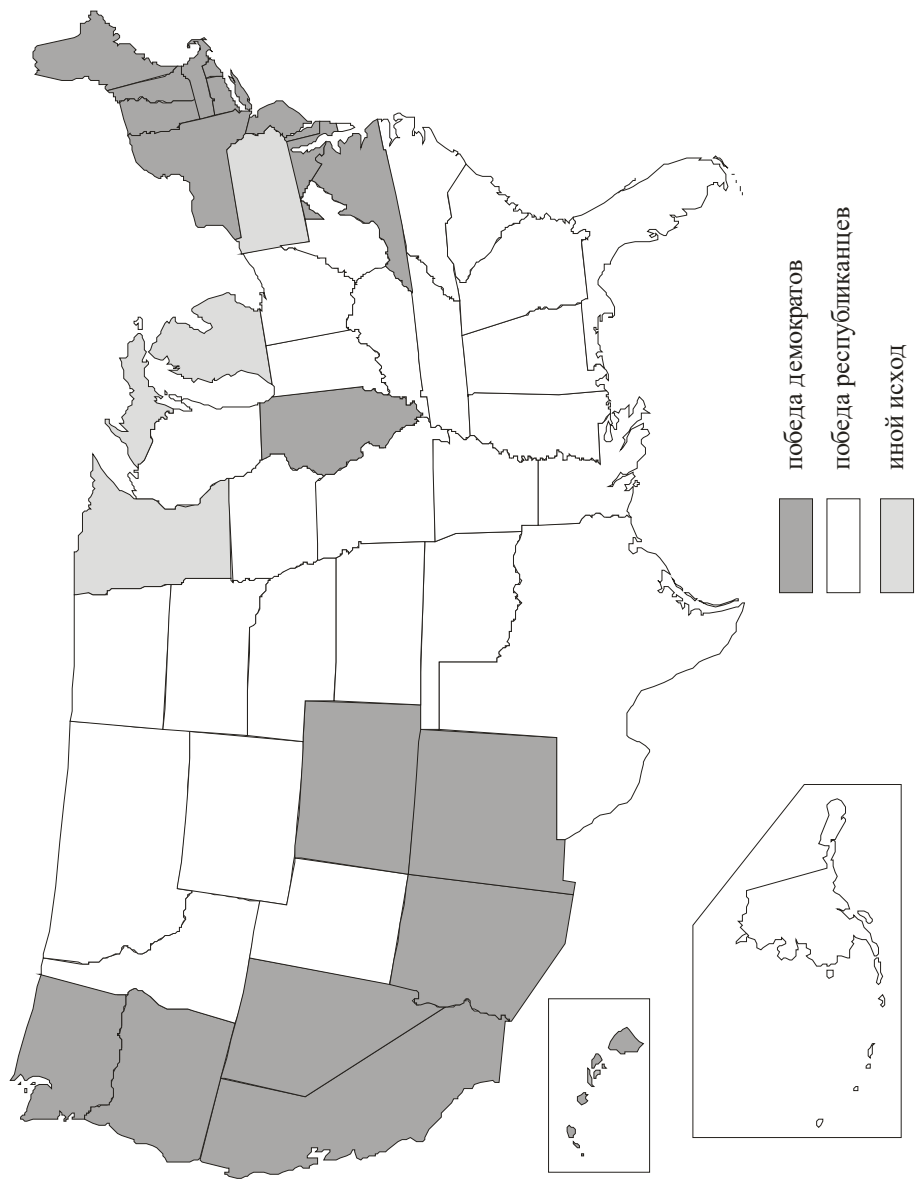 победа демократов
победа республиканцев
иной исход